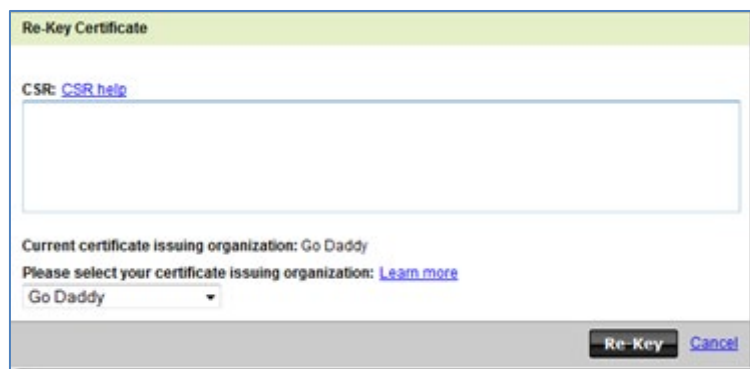 Re-Key Certificate
CSR: CSR help
Current certificate issuing organization: Go Daddy
Please select your certificate issuing organization: Learn more
Go Daddy
Re-Key Cancel